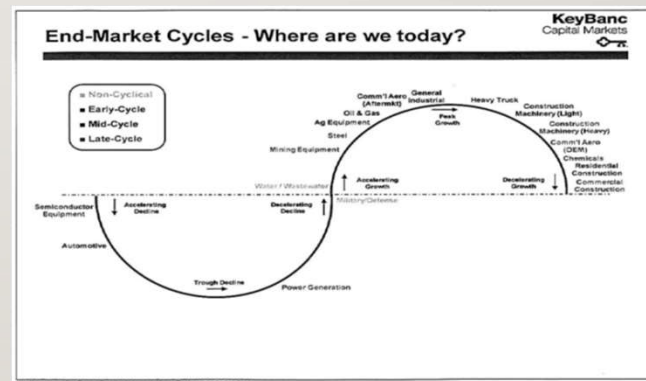 End-Market Cycles - Where are we today?
KeyBanc
Capital Markets
Non-Cyclical
Early-Cycle
Mid-Cycle
Late-Cycle
Comm'l Aero
(Aftermkt)
General
Industrial
Heavy Truck
Oil & Gas
Ag Equipment
Steel
Mining Equipment
Peak
Growth
Construction
Machinery (Light)
Construction
Machinery (Heavy)
Comm'l Aero
(OEM)
Chemicals
Residential
Construction
Commercial
Construction
Water / Wastewater
Accelerating
Growth
Decelerating
Growth
Semiconductor
Equipment
Accelerating
Decline
Decelerating
Decline
Military/Defense
Automotive
Trough Decline
Power Generation